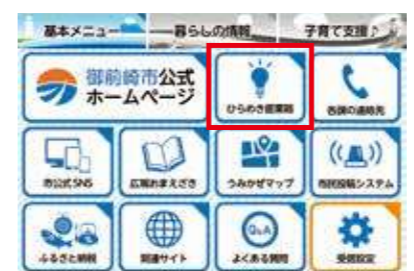 基本メニュー 暮らしの情報 子育て支援♪
御前崎市公式
ホームページ
ひらめき提案箱
各課の連絡先
市公式SNS
広報おまえざき
うみかぜマップ
市民投稿システム
ふるさと納税
関連サイト
Q&A
よくある質問
受信設定